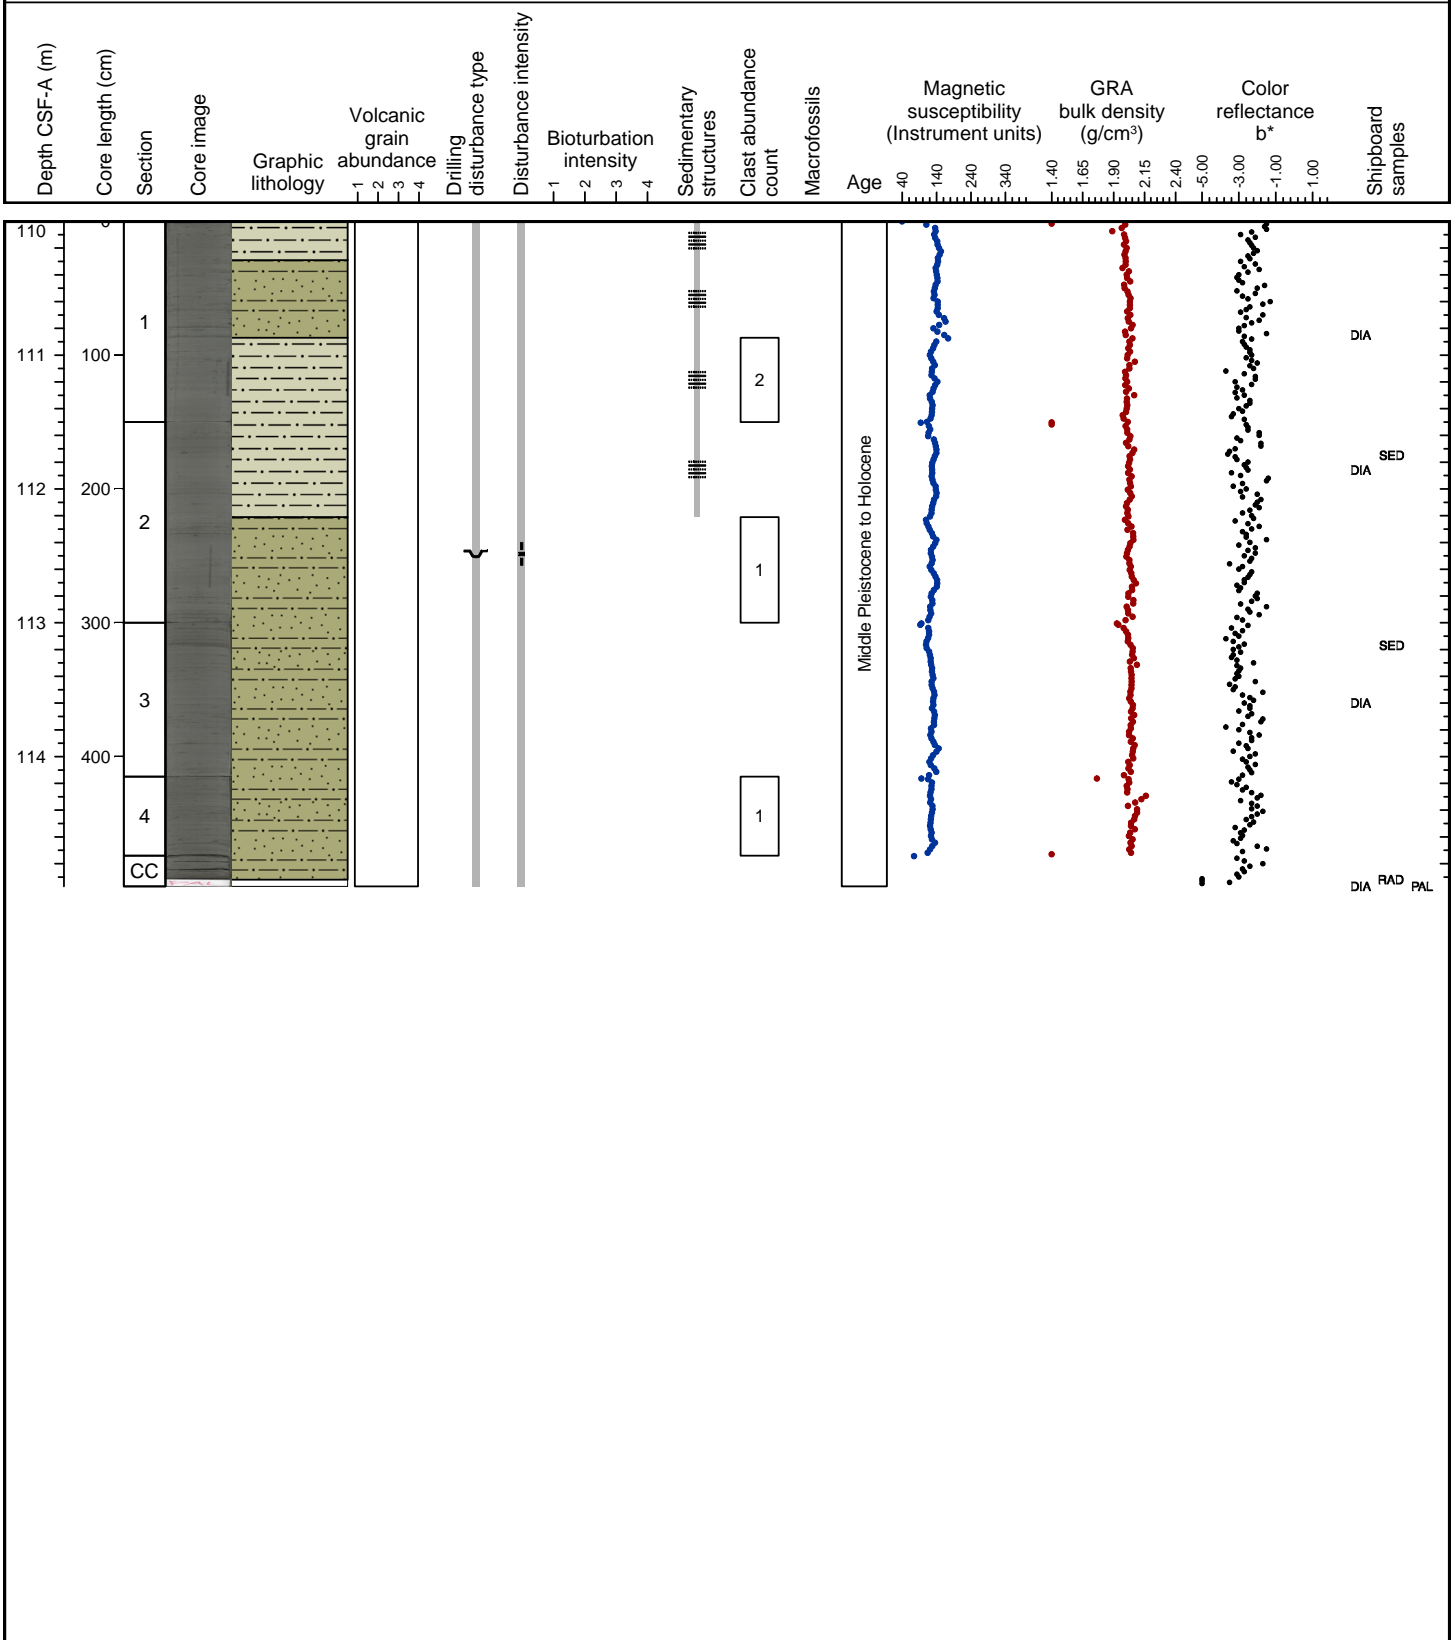 Depth CSF-A (m)
Core length (cm)
Section
Core image
Graphic
lithology
Volcanic
grain
abundance
1 2 3 4
Drilling
disturbance type
Disturbance intensity
Bioturbation
intensity
1 2 3 4
Sedimentary
structures
Clast abundance
count
Macrofossils
Age
Magnetic
susceptibility
(Instrument units)
40 140 240 340
GRA
bulk density
(g/cm³)
1.40 1.65 1.90 2.15 2.40
Color
reflectance
b*
-5.00 -3.00 -1.00 1.00
Shipboard
samples
110
111
112
113
114
0
100
200
300
400
1
2
3
4
CC
2
1
1
Middle Pleistocene to Holocene
DIA
SED
DIA
SED
DIA
DIA RAD PAL